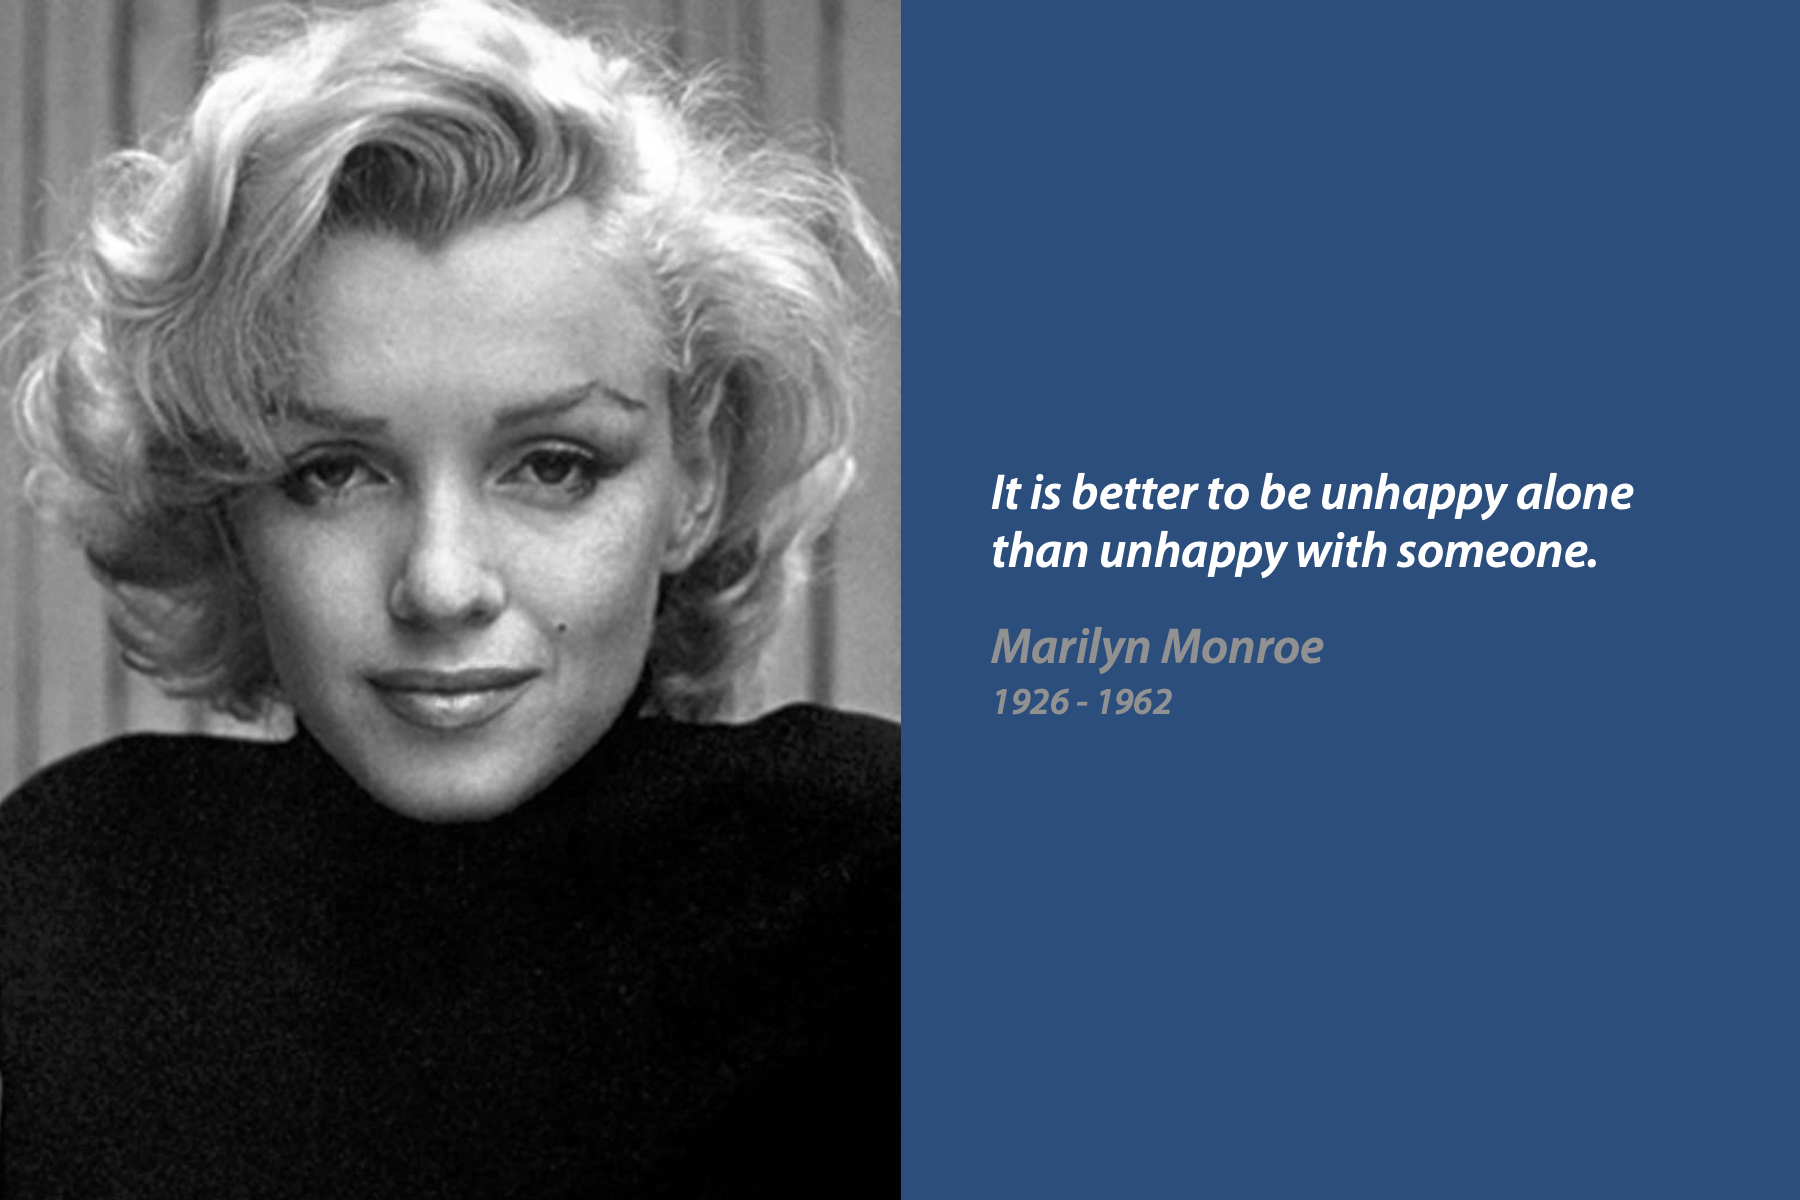 It is better to be unhappy alone
than unhappy with someone.
Marilyn Monroe
1926 - 1962